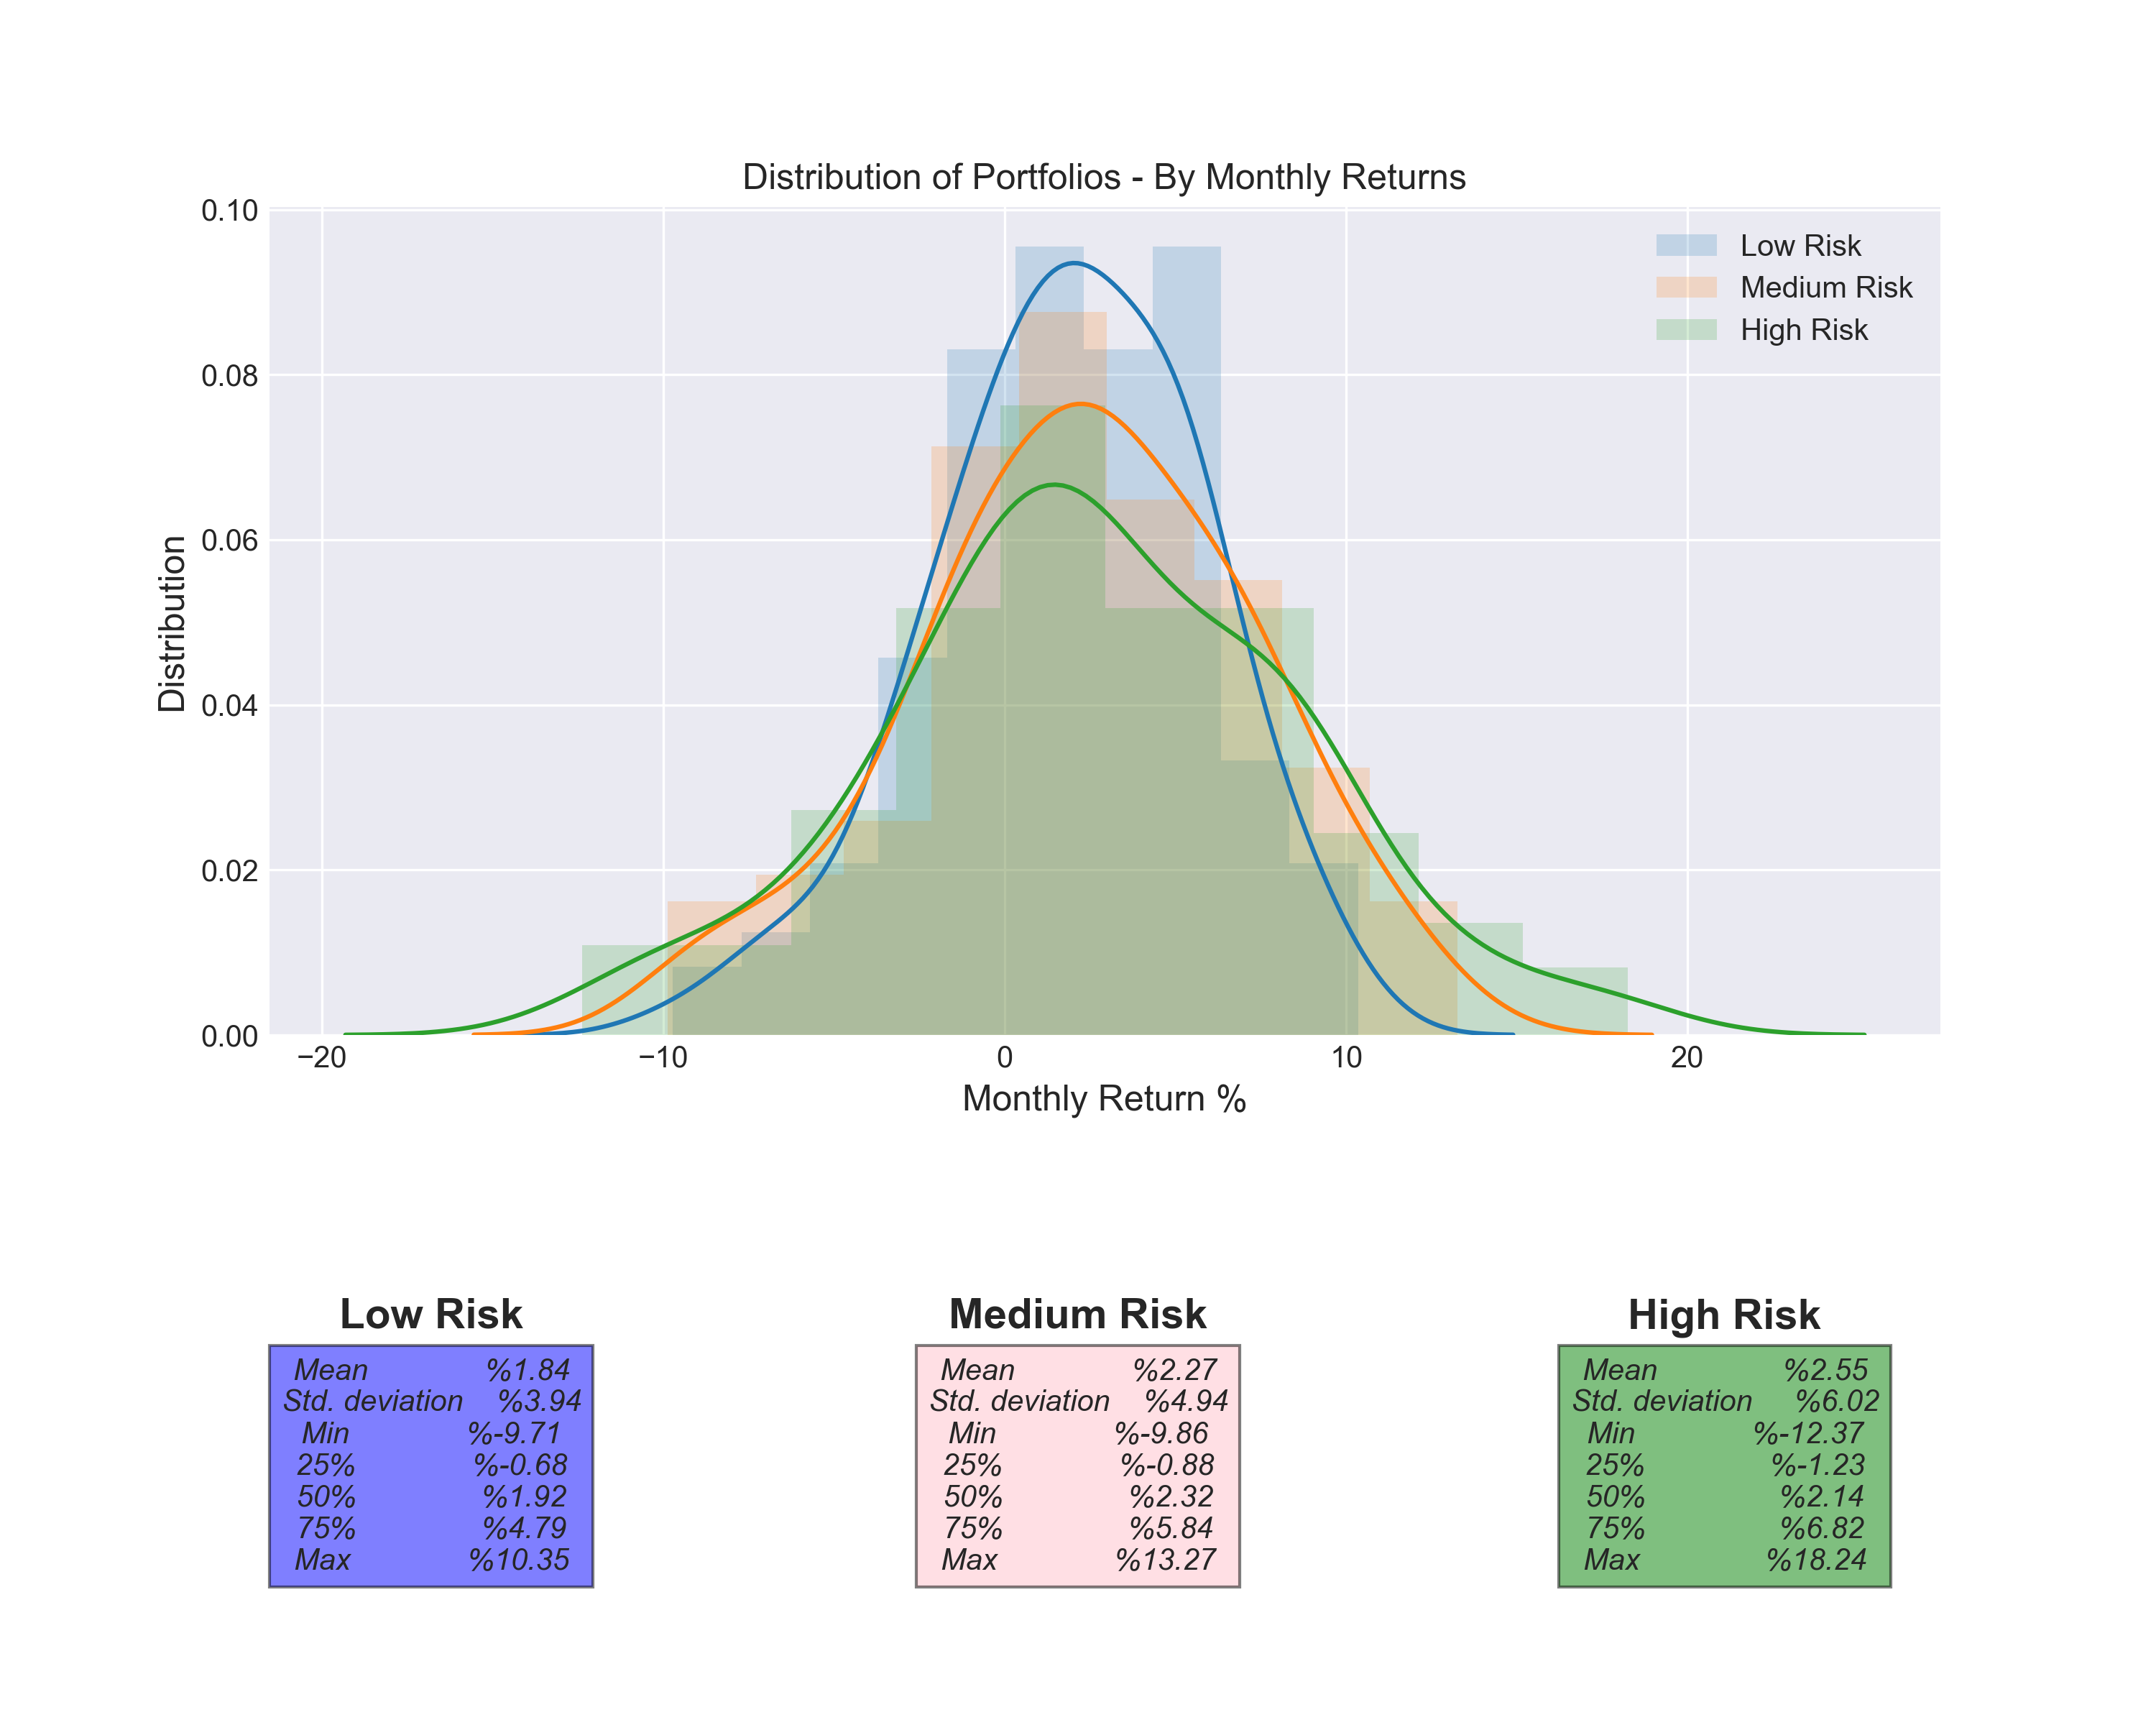 Distribution of Portfolios - By Monthly Returns
0.10
0.08
0.06
0.04
0.02
0.00
Distribution
Low Risk
Medium Risk
High Risk
−20 −10 0 10 20
Monthly Return %
Low Risk
Mean %1.84
Std. deviation %3.94
Min %-9.71
25% %-0.68
50% %1.92
75% %4.79
Max %10.35
Medium Risk
Mean %2.27
Std. deviation %4.94
Min %-9.86
25% %-0.88
50% %2.32
75% %5.84
Max %13.27
High Risk
Mean %2.55
Std. deviation %6.02
Min %-12.37
25% %-1.23
50% %2.14
75% %6.82
Max %18.24